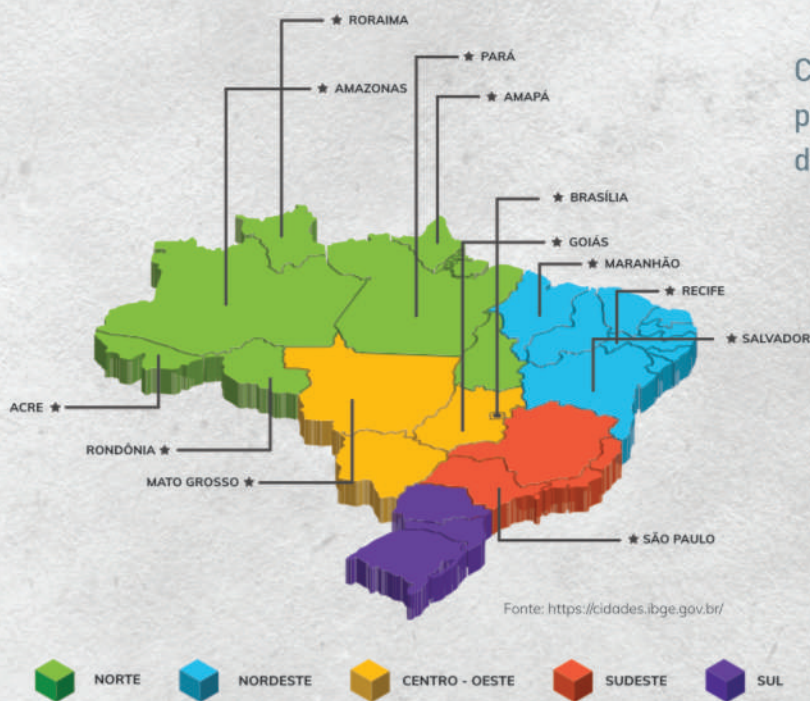 ★ RORAIMA
★ PARÁ
★ AMAZONAS
★ AMAPÁ
★ BRASÍLIA
★ GOIÁS
★ MARANHÃO
★ RECIFE
★ SALVADOR
ACRE ★
RONDÔNIA ★
MATO GROSSO ★
★ SÃO PAULO
Fonte: https://cidades.ibge.gov.br/
NORTE
NORDESTE
CENTRO - OESTE
SUDESTE
SUL